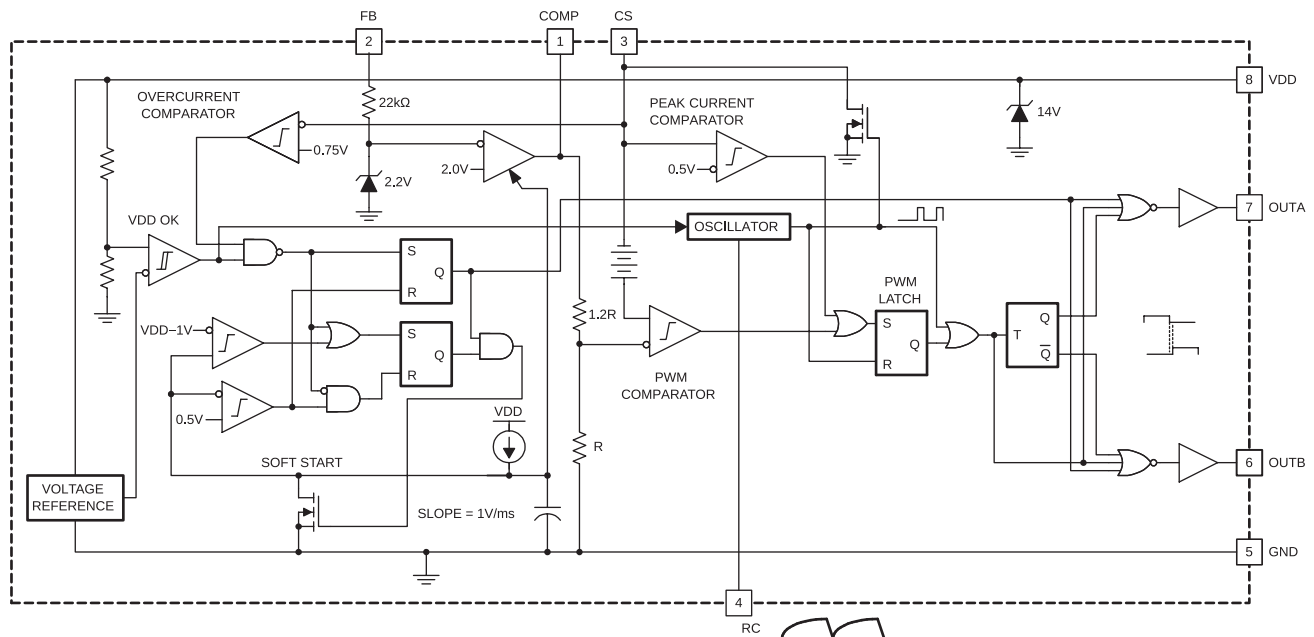 FB COMP CS
2 1 3
8 VDD
OVERCURRENT
COMPARATOR
22kΩ
PEAK CURRENT
COMPARATOR
14V
0.75V
2.0V
0.5V
2.2V
7 OUTA
VDD OK
OSCILLATOR
S
Q
R
PWM
LATCH
1.2R
VDD–1V
S
Q
R
S
Q
R
T
Q
Q
PWM
COMPARATOR
0.5V
VDD
R
SOFT START
6 OUTB
VOLTAGE
REFERENCE
SLOPE = 1V/ms
5 GND
4
RC